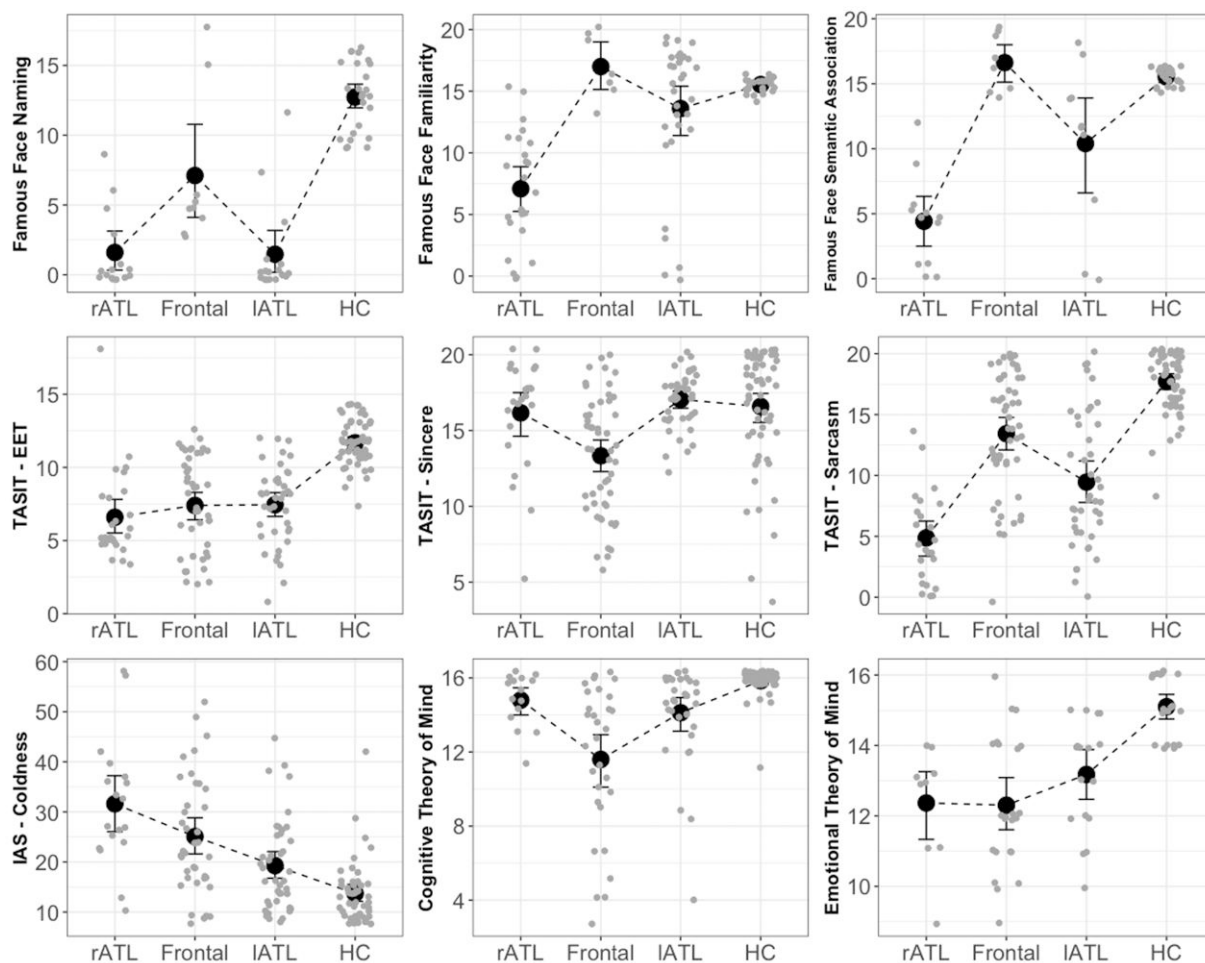 Famous Face Naming
15
10
5
0
rATL Frontal lATL HC
Famous Face Familiarity
20
15
10
5
0
rATL Frontal lATL HC
Famous Face Semantic Association
20
15
10
5
0
rATL Frontal lATL HC
TASIT - EET
15
10
5
0
rATL Frontal lATL HC
TASIT - Sincere
20
15
10
5
rATL Frontal lATL HC
TASIT - Sarcasm
20
15
10
5
0
rATL Frontal lATL HC
IAS - Coldness
60
50
40
30
20
10
rATL Frontal lATL HC
Cognitive Theory of Mind
16
12
8
4
rATL Frontal lATL HC
Emotional Theory of Mind
16
14
12
10
rATL Frontal lATL HC